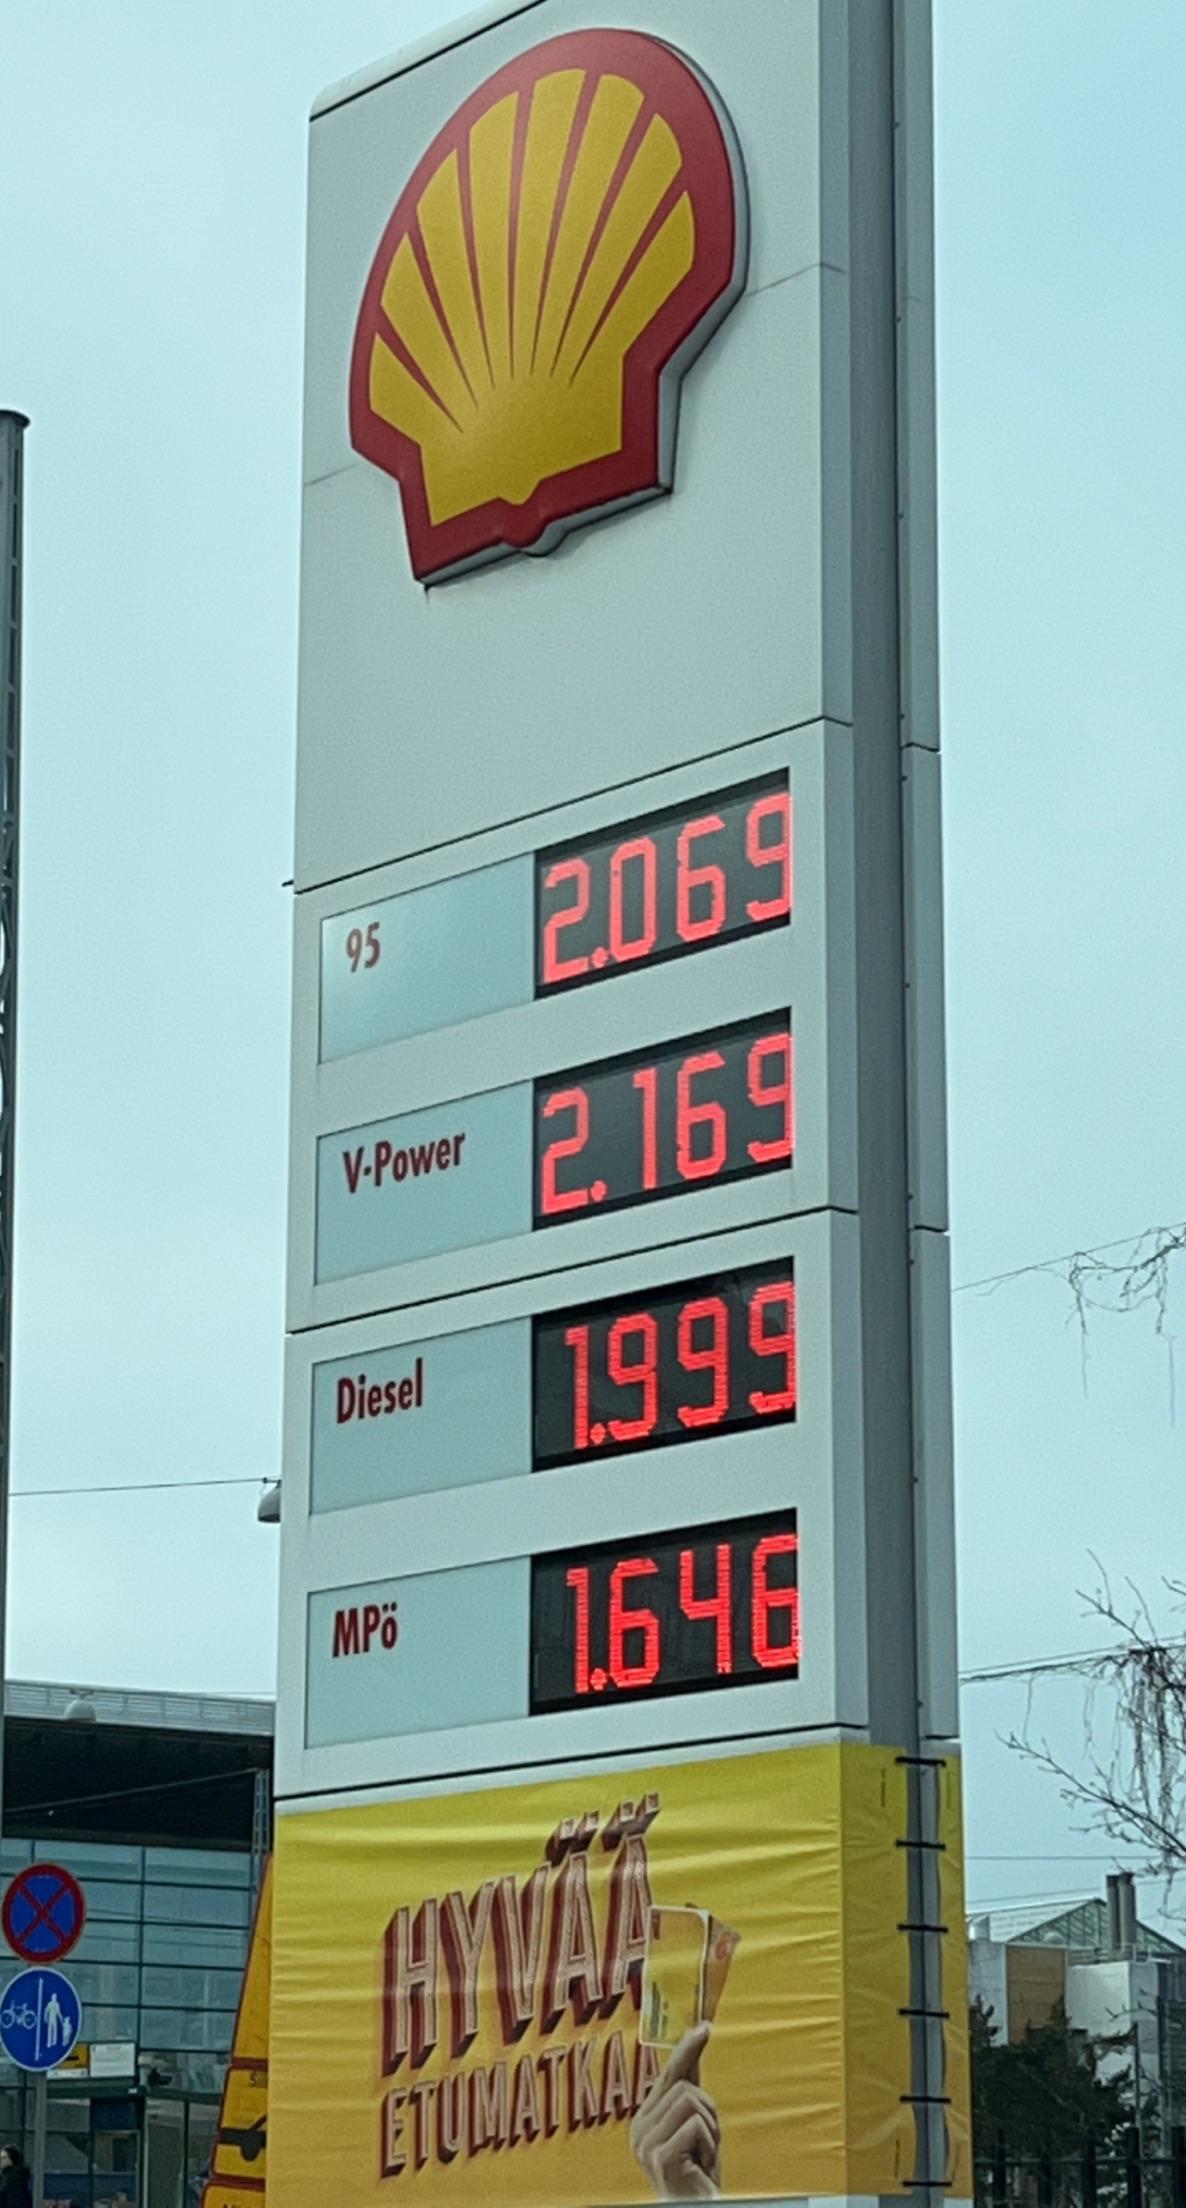 95 2.069
V-Power 2.169
Diesel 1.999
MPö 1.646
HYVÄÄ
ETUMATKAA